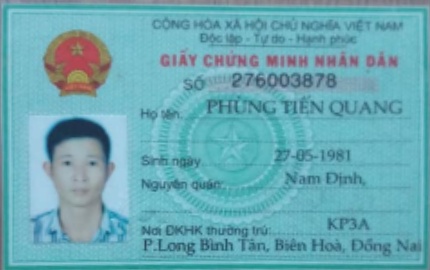 CỘNG HÒA XÃ HỘI CHỦ NGHĨA VIỆT NAM
Độc lập - Tự do - Hạnh phúc
GIẤY CHỨNG MINH NHÂN DÂN
SỐ 276003878
Họ tên: PHÙNG TIẾN QUANG
Sinh ngày 27-05-1981
Nguyên quán: Nam Định,
Nơi ĐKHK thường trú: KP3A
P.Long Bình Tân, Biên Hoà, Đồng Nai